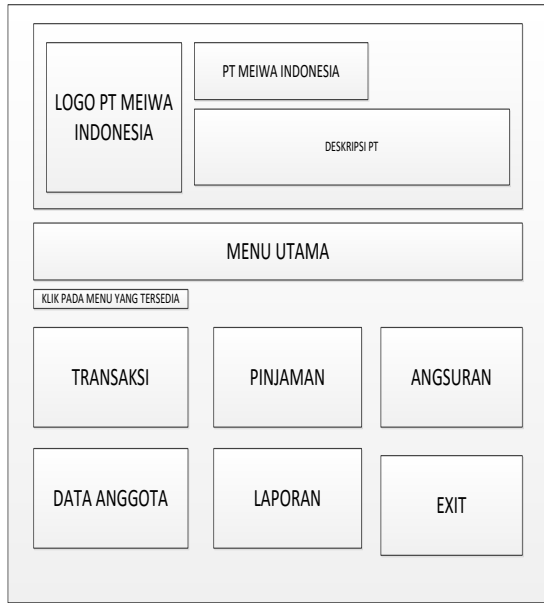 LOGO PT MEIWA
INDONESIA
PT MEIWA INDONESIA
DESKRIPSI PT
MENU UTAMA
KLIK PADA MENU YANG TERSEDIA
TRANSAKSI
PINJAMAN
ANGSURAN
DATA ANGGOTA
LAPORAN
EXIT